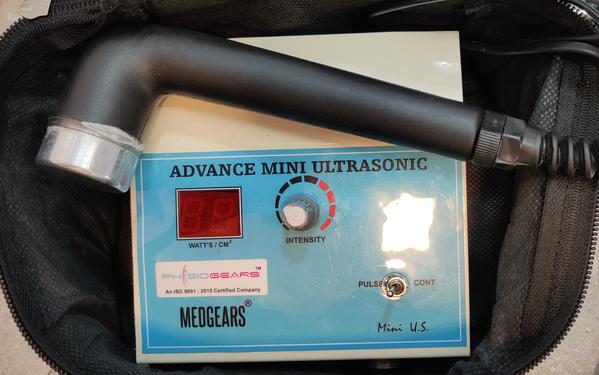 ADVANCE MINI ULTRASONIC
WATT'S / CM²
INTENSITY
PHYSIOGEARS™
An ISO 9001 : 2015 Certified Company
PULSE CONT
MEDGEARS®
Mini U.S.